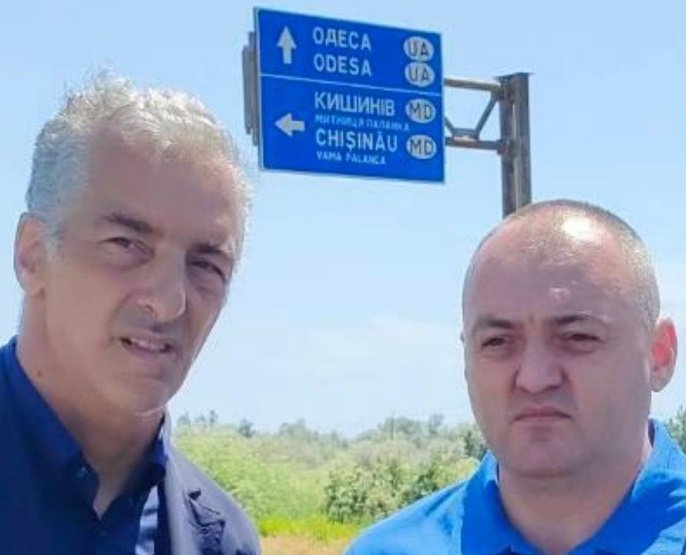 ОДЕСА UA
ODESA UA
КИШИНІВ MD
МИТНИЦЯ ПАЛАНКА
CHIȘINĂU MD
VAMA PALANCA